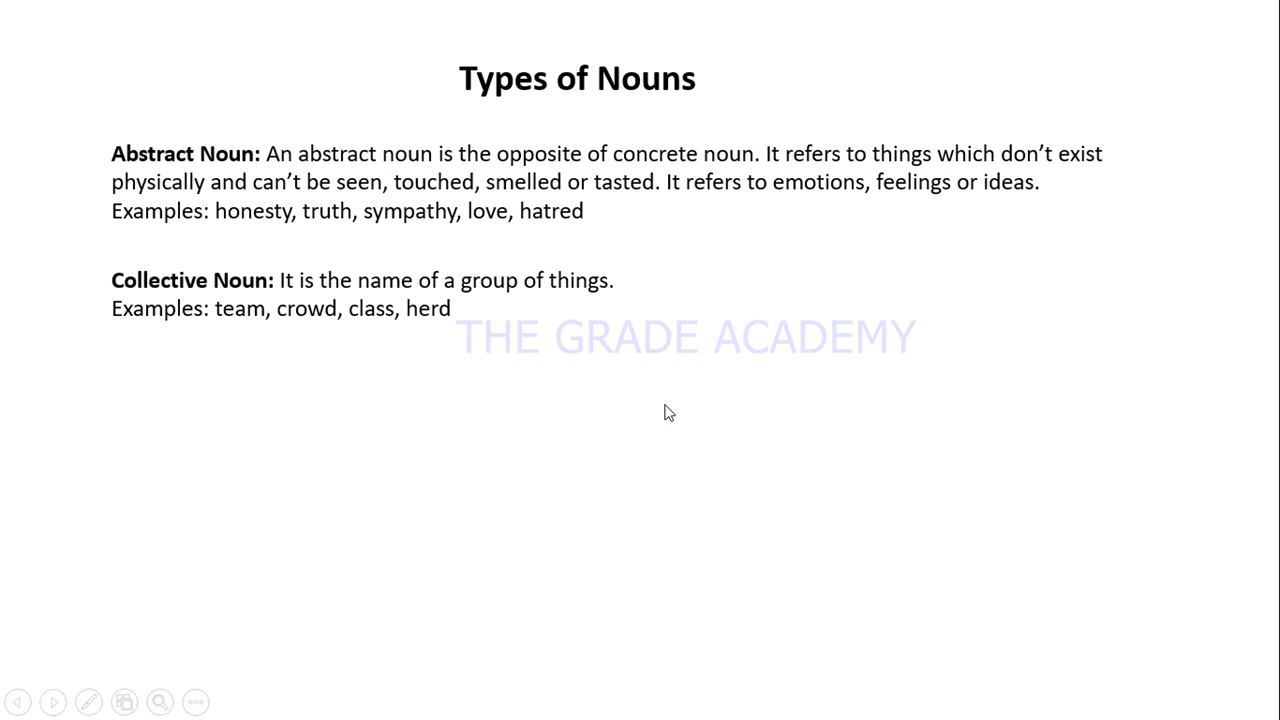 Types of Nouns
Abstract Noun: An abstract noun is the opposite of concrete noun. It refers to things which don’t exist
physically and can’t be seen, touched, smelled or tasted. It refers to emotions, feelings or ideas.
Examples: honesty, truth, sympathy, love, hatred
Collective Noun: It is the name of a group of things.
Examples: team, crowd, class, herd
THE GRADE ACADEMY